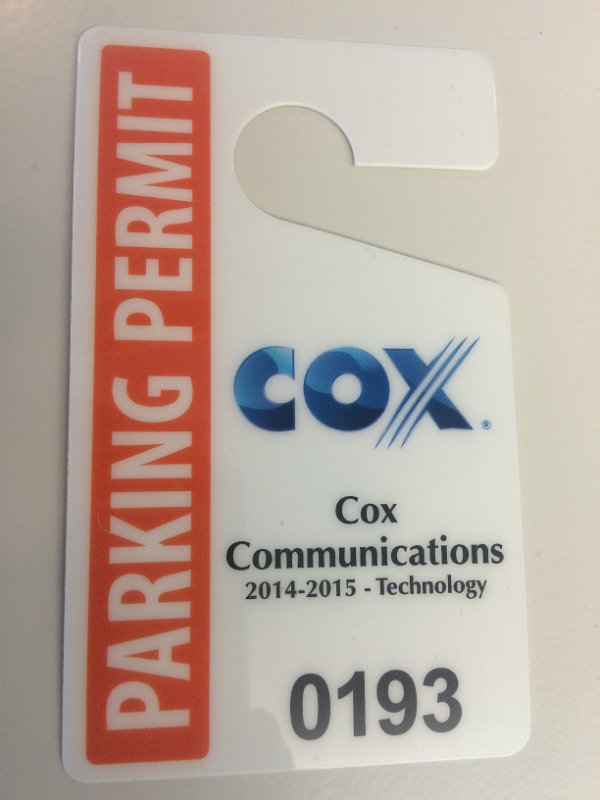 PARKING PERMIT
COX®
Cox
Communications
2014-2015 - Technology
0193